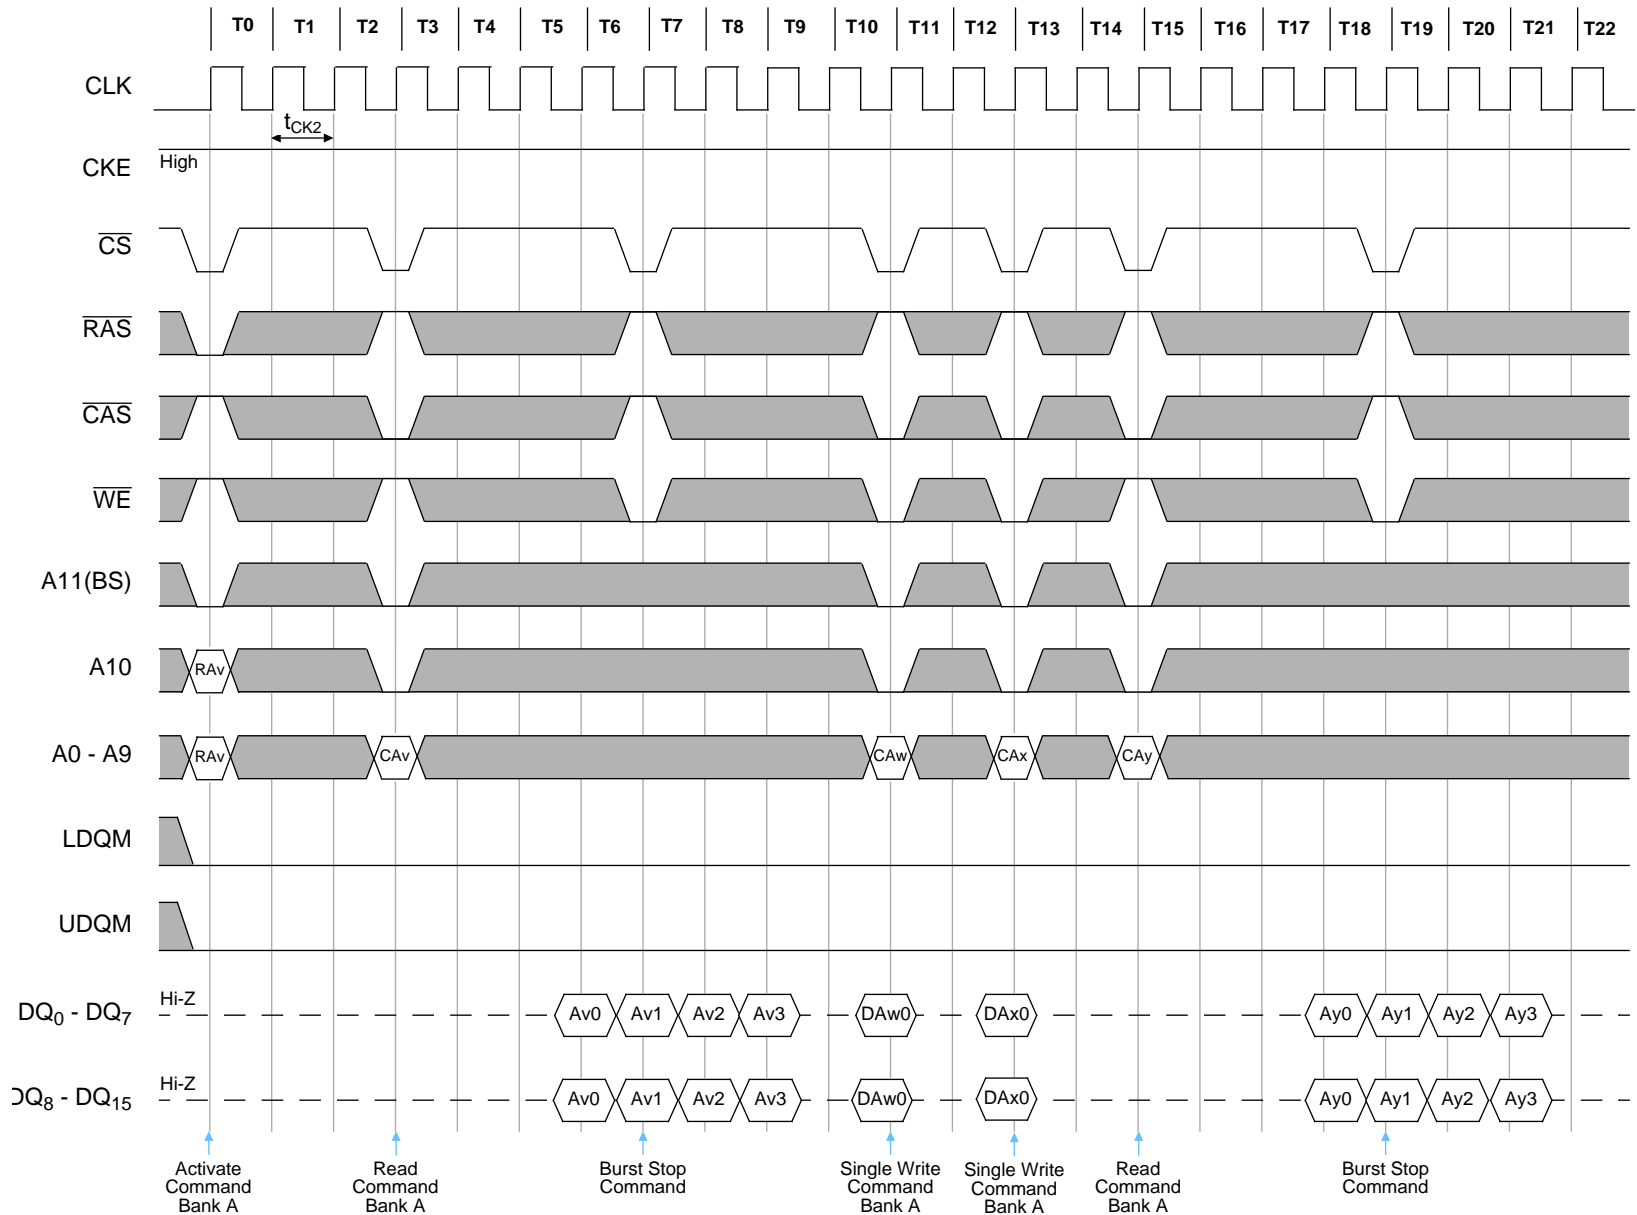 T0 T1 T2 T3 T4 T5 T6 T7 T8 T9 T10 T11 T12 T13 T14 T15 T16 T17 T18 T19 T20 T21 T22
CLK
tCK2
CKE High
CS
RAS
CAS
WE
A11(BS)
A10 RAv
A0 - A9 RAv CAv CAw CAx CAy
LDQM
UDQM
DQ0 - DQ7 Hi-Z Av0 Av1 Av2 Av3 DAw0 DAx0 Ay0 Ay1 Ay2 Ay3
DQ8 - DQ15 Hi-Z Av0 Av1 Av2 Av3 DAw0 DAx0 Ay0 Ay1 Ay2 Ay3
Activate
Command
Bank A
Read
Command
Bank A
Burst Stop
Command
Single Write
Command
Bank A
Single Write
Command
Bank A
Read
Command
Bank A
Burst Stop
Command